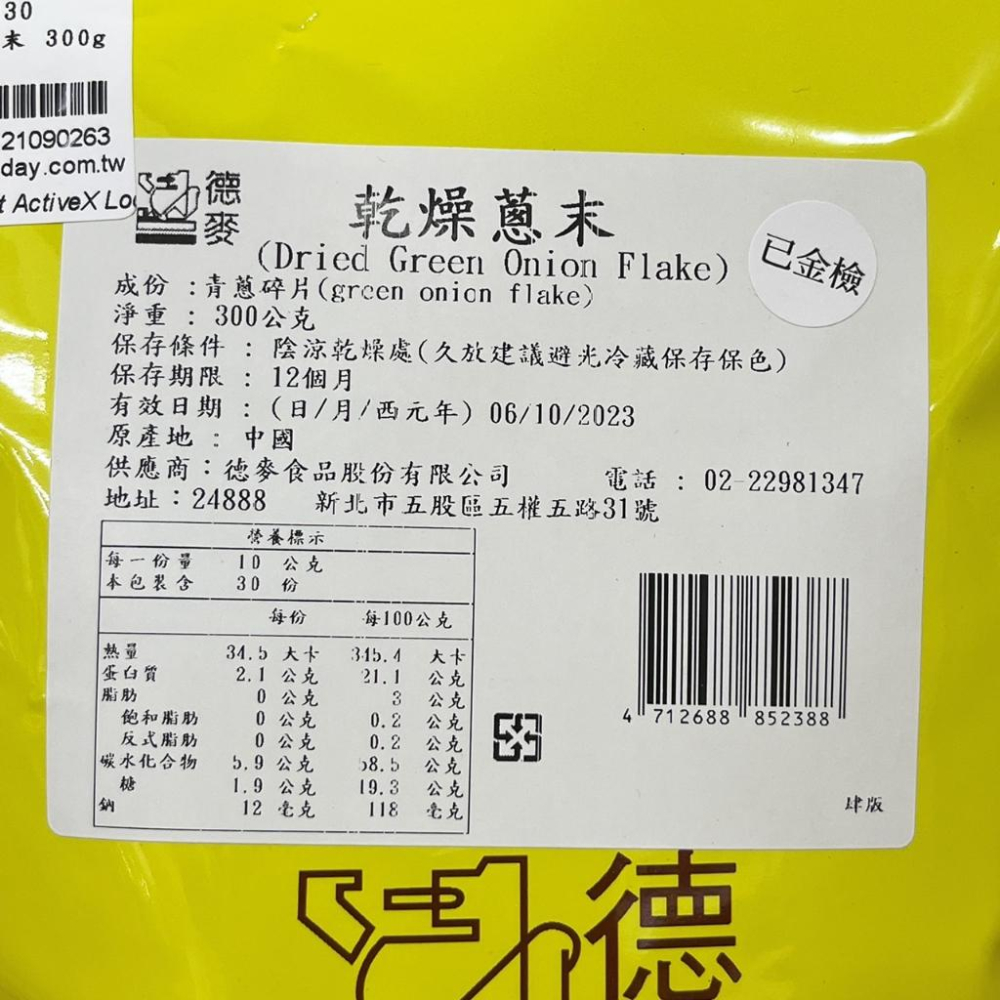 30
末 300g
21090263
day.com.tw
t ActiveX Lo
德麥
乾燥蔥末
(Dried Green Onion Flake)
已金檢
成份 :青蔥碎片(green onion flake)
淨重 : 300公克
保存條件 : 陰涼乾燥處(久放建議避光冷藏保存保色)
保存期限 : 12個月
有效日期 : (日/月/西元年) 06/10/2023
原產地 : 中國
供應商:德麥食品股份有限公司 電話 : 02-22981347
地址:24888 新北市五股區五權五路31號
營養標示
每一份量 10 公克
本包裝含 30 份
每份 每100公克
熱量 34.5 大卡 345.4 大卡
蛋白質 2.1 公克 21.1 公克
脂肪 0 公克 3 公克
飽和脂肪 0 公克 0.2 公克
反式脂肪 0 公克 0.2 公克
碳水化合物 5.9 公克 58.5 公克
糖 1.9 公克 19.3 公克
鈉 12 毫克 118 毫克
4 712688 852388
肆版
德